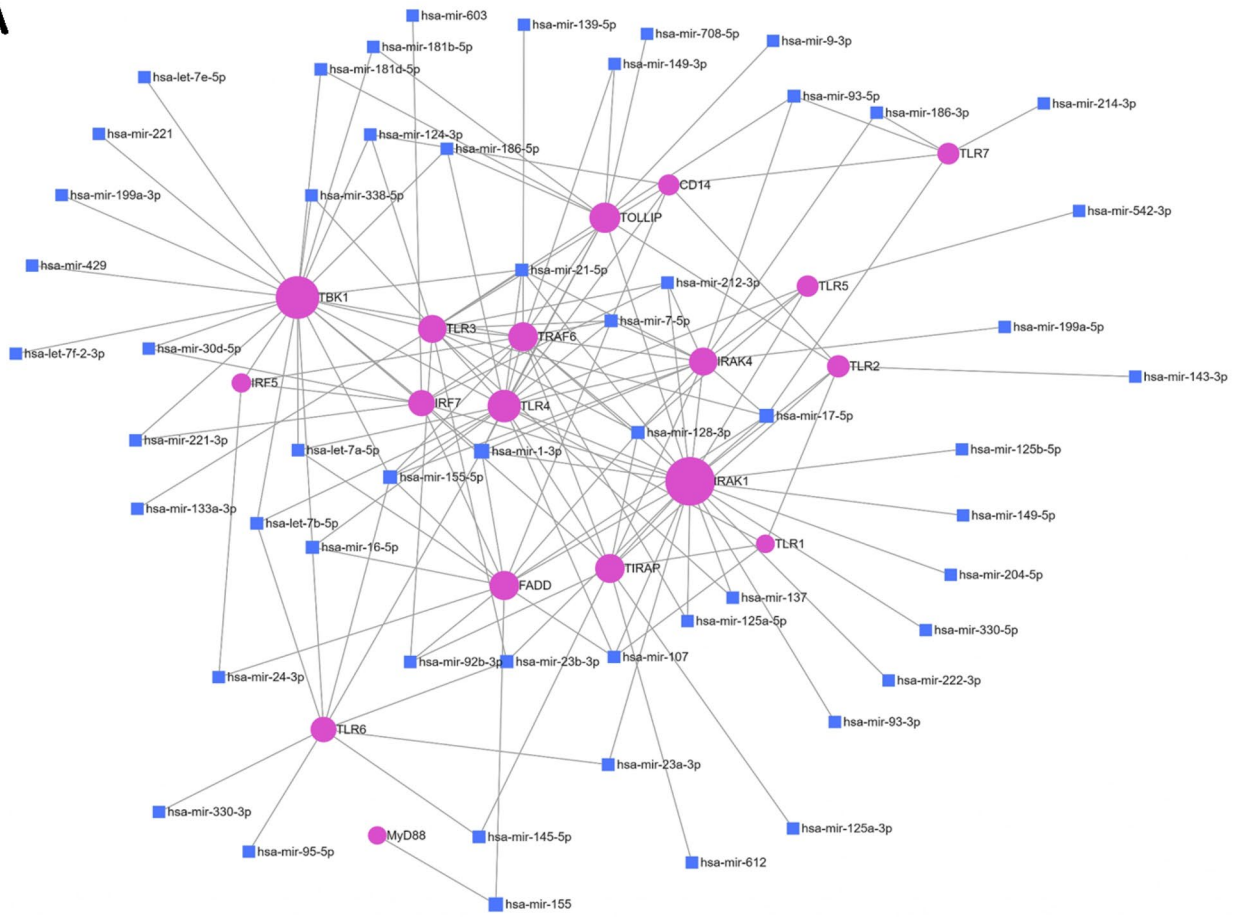 A
hsa-mir-603
hsa-mir-139-5p
hsa-mir-708-5p
hsa-mir-9-3p
hsa-mir-181b-5p
hsa-mir-149-3p
hsa-mir-181d-5p
hsa-let-7e-5p
hsa-mir-93-5p
hsa-mir-214-3p
hsa-mir-186-3p
hsa-mir-221
hsa-mir-124-3p
hsa-mir-186-5p
TLR7
CD14
hsa-mir-199a-3p
hsa-mir-338-5p
hsa-mir-542-3p
TOLLIP
hsa-mir-429
hsa-mir-21-5p
hsa-mir-212-3p
TLR5
TBK1
hsa-mir-7-5p
hsa-mir-199a-5p
TLR3
TRAF6
hsa-let-7f-2-3p
hsa-mir-30d-5p
IRAK4
TLR2
hsa-mir-143-3p
IRF5
IRF7
TLR4
hsa-mir-17-5p
hsa-mir-128-3p
hsa-mir-221-3p
hsa-let-7a-5p
hsa-mir-1-3p
hsa-mir-125b-5p
hsa-mir-155-5p
IRAK1
hsa-mir-133a-3p
hsa-mir-149-5p
hsa-let-7b-5p
hsa-mir-16-5p
TLR1
TIRAP
hsa-mir-204-5p
FADD
hsa-mir-137
hsa-mir-125a-5p
hsa-mir-330-5p
hsa-mir-107
hsa-mir-92b-3p
hsa-mir-23b-3p
hsa-mir-24-3p
hsa-mir-222-3p
hsa-mir-93-3p
TLR6
hsa-mir-23a-3p
hsa-mir-330-3p
hsa-mir-125a-3p
MyD88
hsa-mir-145-5p
hsa-mir-95-5p
hsa-mir-612
hsa-mir-155